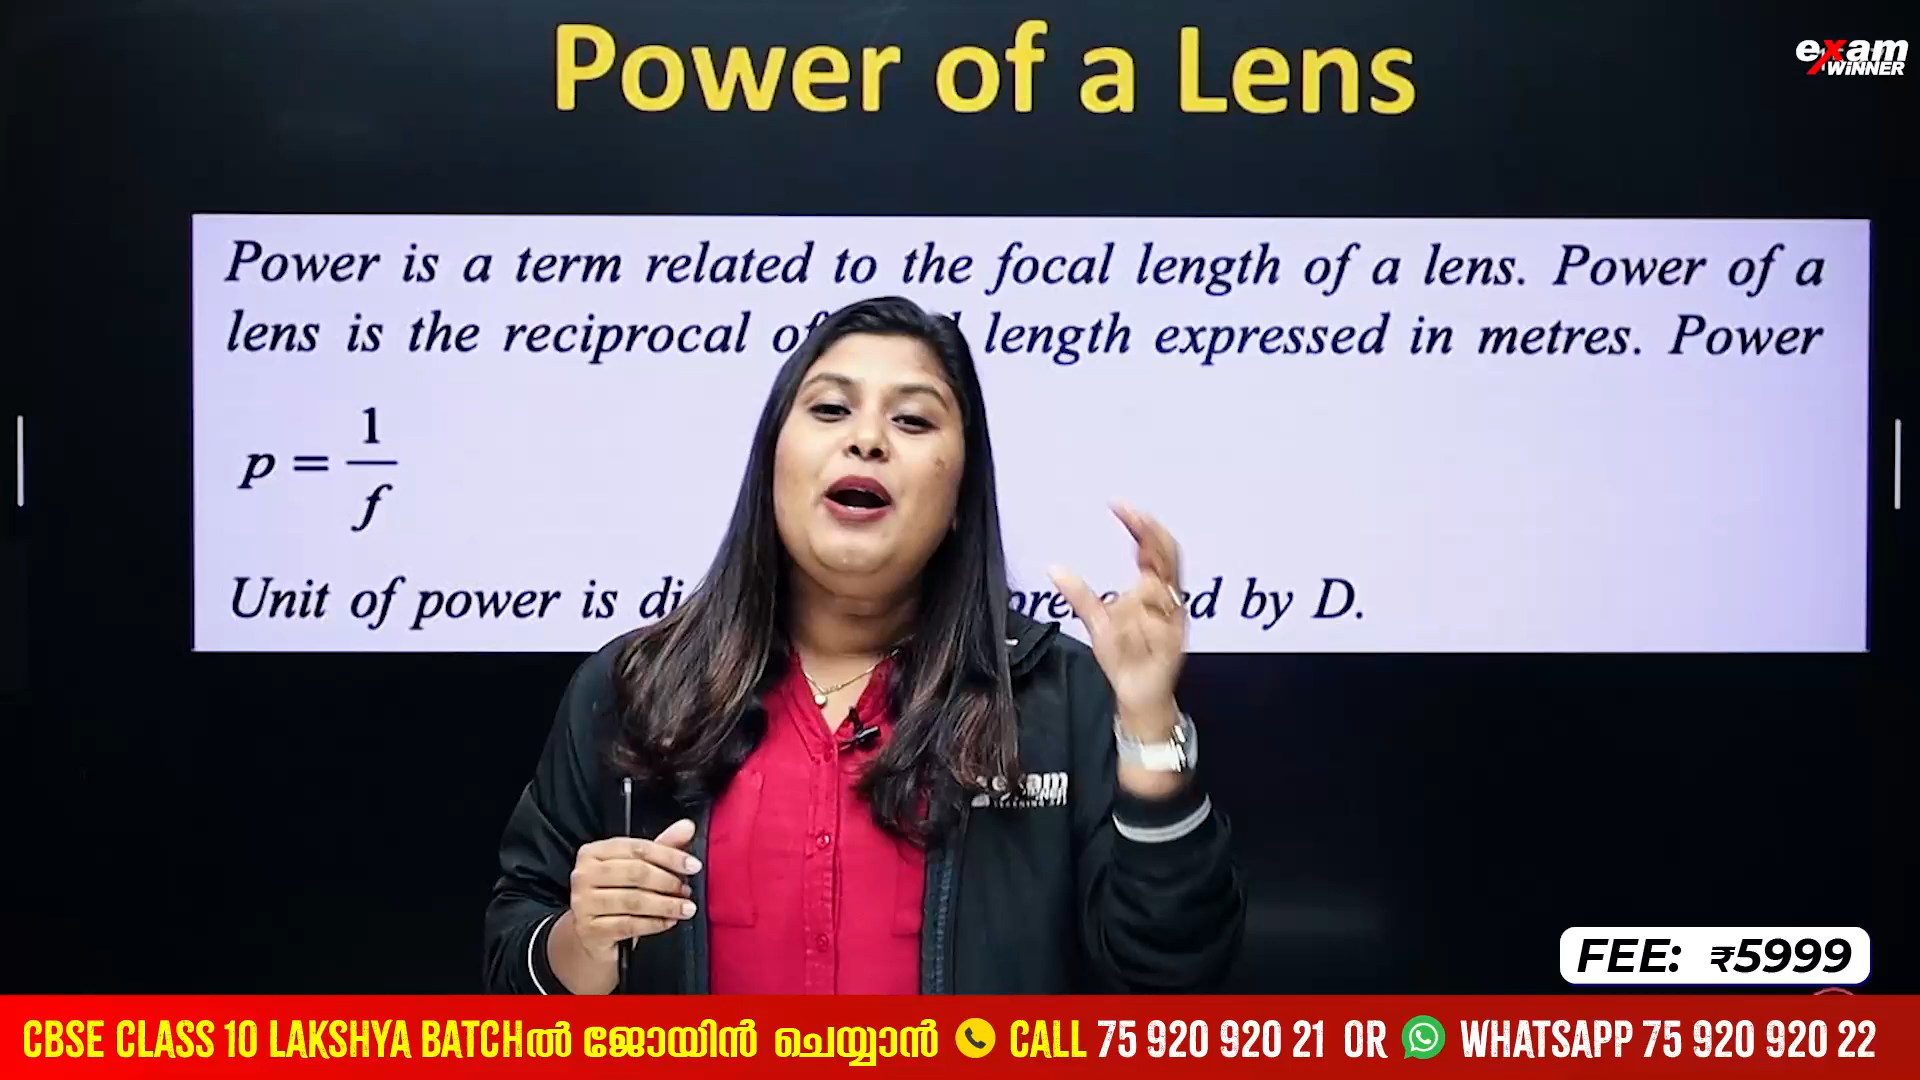 Power of a Lens
exam
WINNER
Power is a term related to the focal length of a lens. Power of a
lens is the reciprocal of length expressed in metres. Power
p = 1/f
Unit of power is by D.
exam
FEE: ₹5999
CBSE CLASS 10 LAKSHYA BATCHൽ ജോയിൻ ചെയ്യാൻ CALL 75 920 920 21 OR WHATSAPP 75 920 920 22